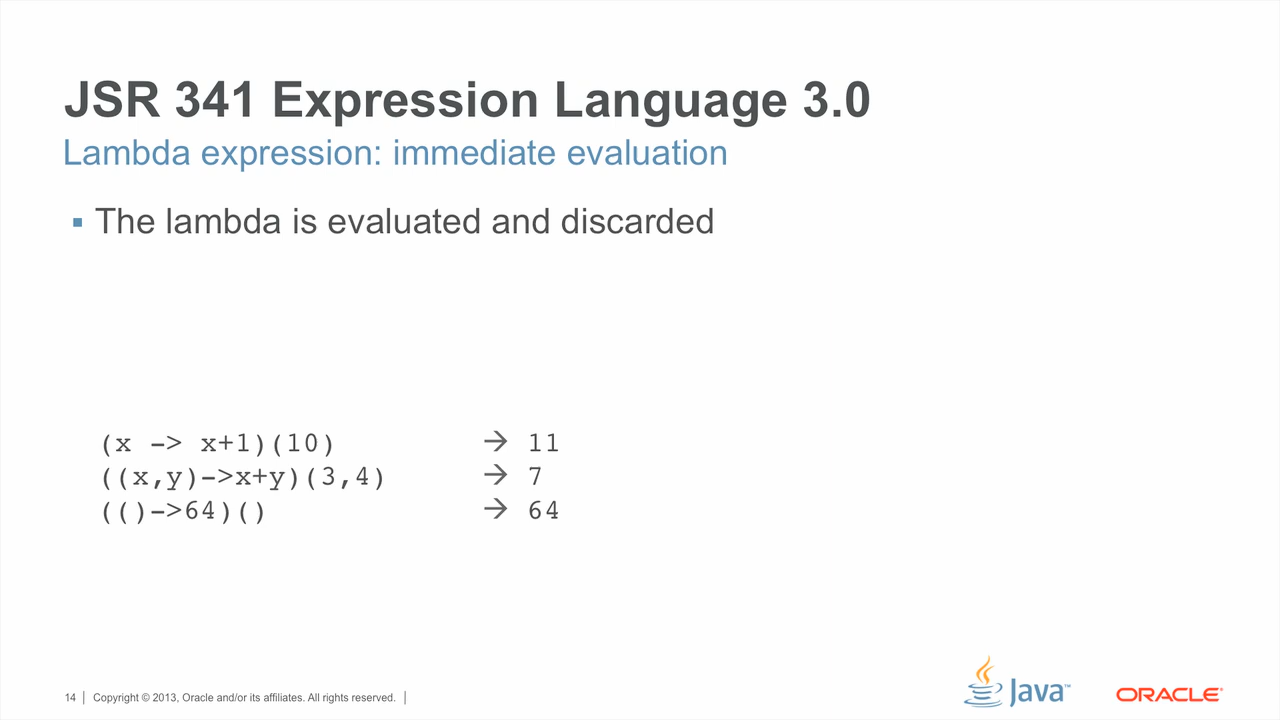 JSR 341 Expression Language 3.0
Lambda expression: immediate evaluation
▪ The lambda is evaluated and discarded
(x -> x+1)(10) → 11
((x,y)->x+y)(3,4) → 7
(()->64)() → 64
14 | Copyright © 2013, Oracle and/or its affiliates. All rights reserved. |
Java™
ORACLE®